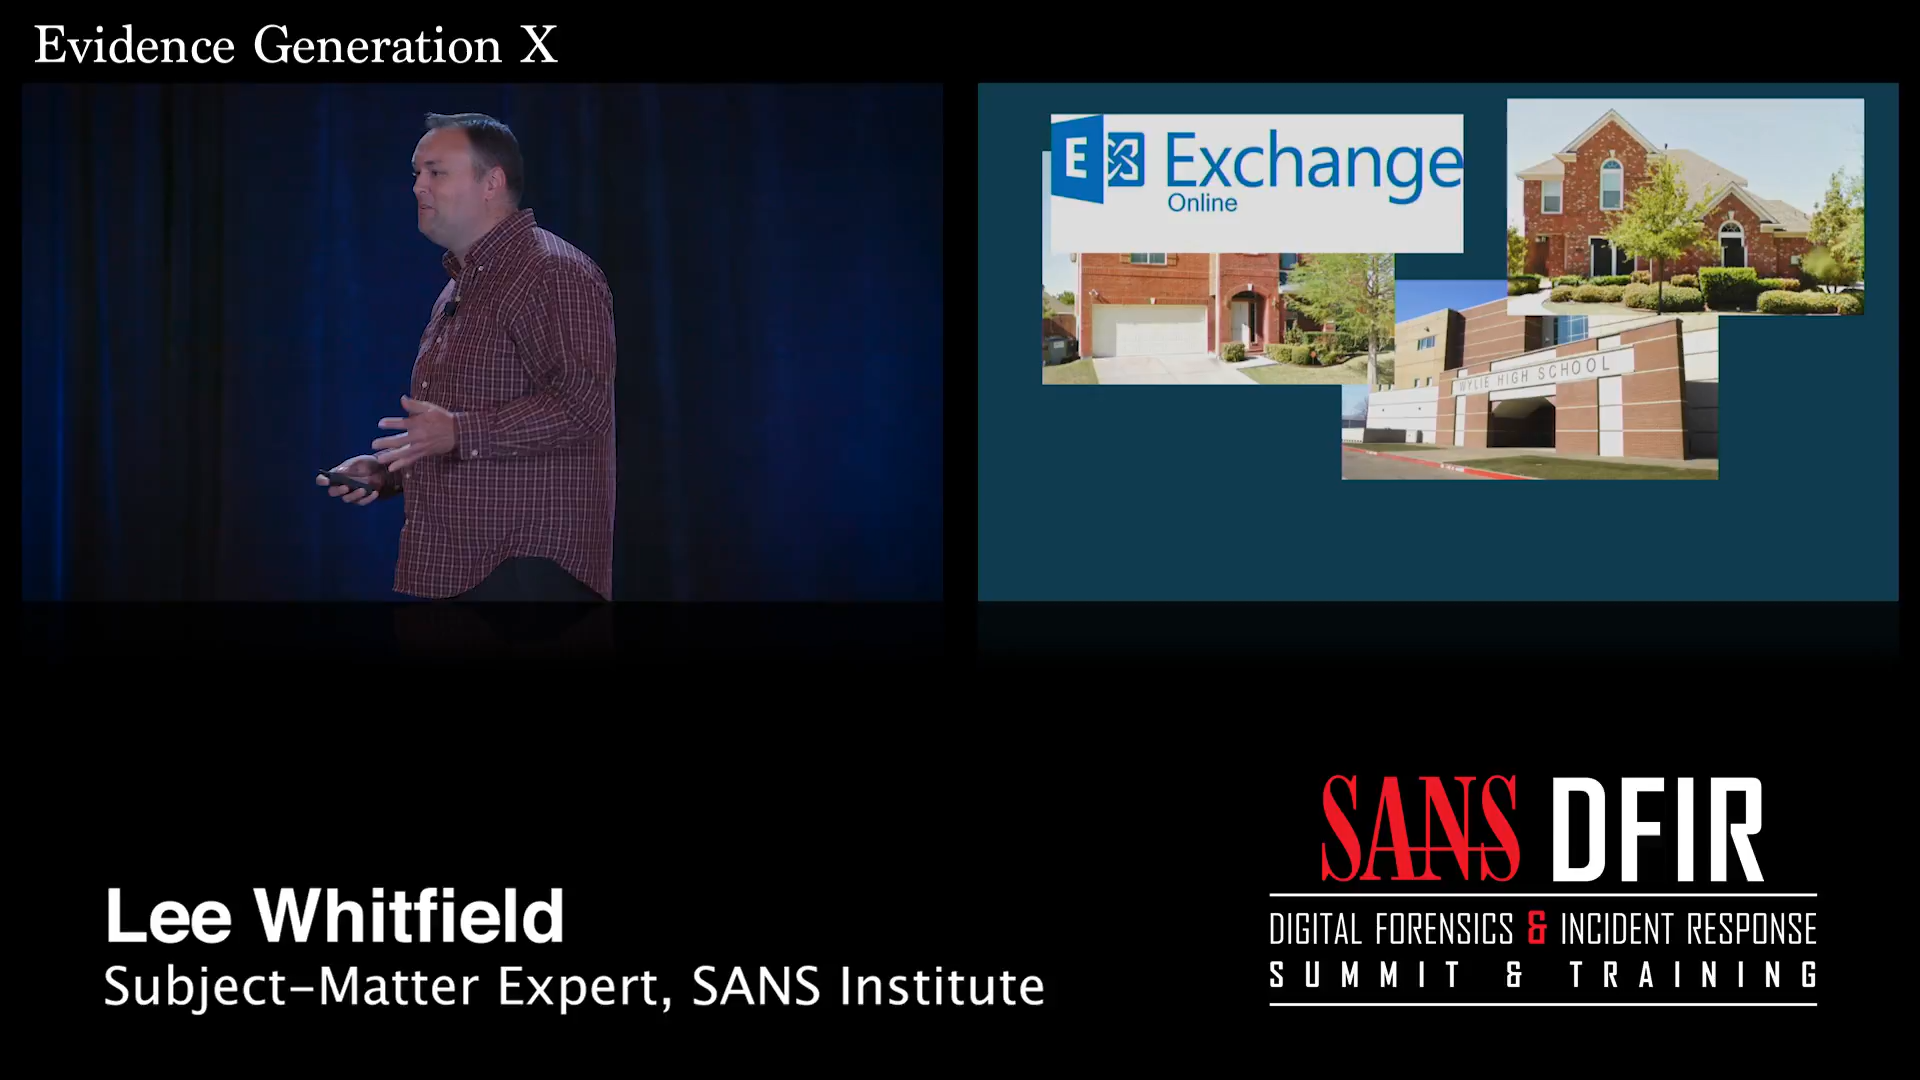 Evidence Generation X
E
Exchange
Online
WYLIE HIGH SCHOOL
Lee Whitfield
Subject-Matter Expert, SANS Institute
SANS DFIR
DIGITAL FORENSICS & INCIDENT RESPONSE
SUMMIT & TRAINING